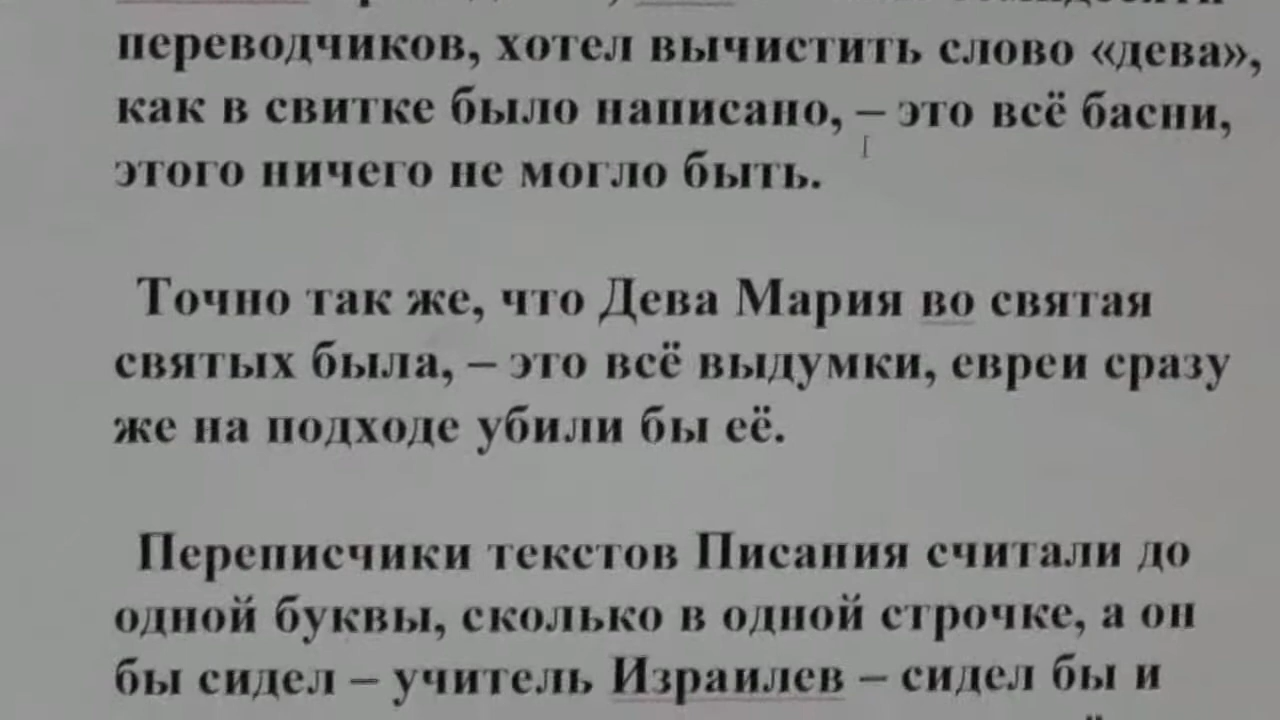 переводчиков, хотел вычистить слово «дева»,
как в свитке было написано, – это всё басни,
этого ничего не могло быть.
Точно так же, что Дева Мария во святая
святых была, – это всё выдумки, евреи сразу
же на подходе убили бы её.
Переписчики текстов Писания считали до
одной буквы, сколько в одной строчке, а он
бы сидел – учитель Израилев – сидел бы и